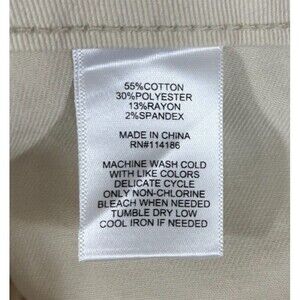 55%COTTON
30%POLYESTER
13%RAYON
2%SPANDEX
MADE IN CHINA
RN#114186
MACHINE WASH COLD
WITH LIKE COLORS
DELICATE CYCLE
ONLY NON-CHLORINE
BLEACH WHEN NEEDED
TUMBLE DRY LOW
COOL IRON IF NEEDED